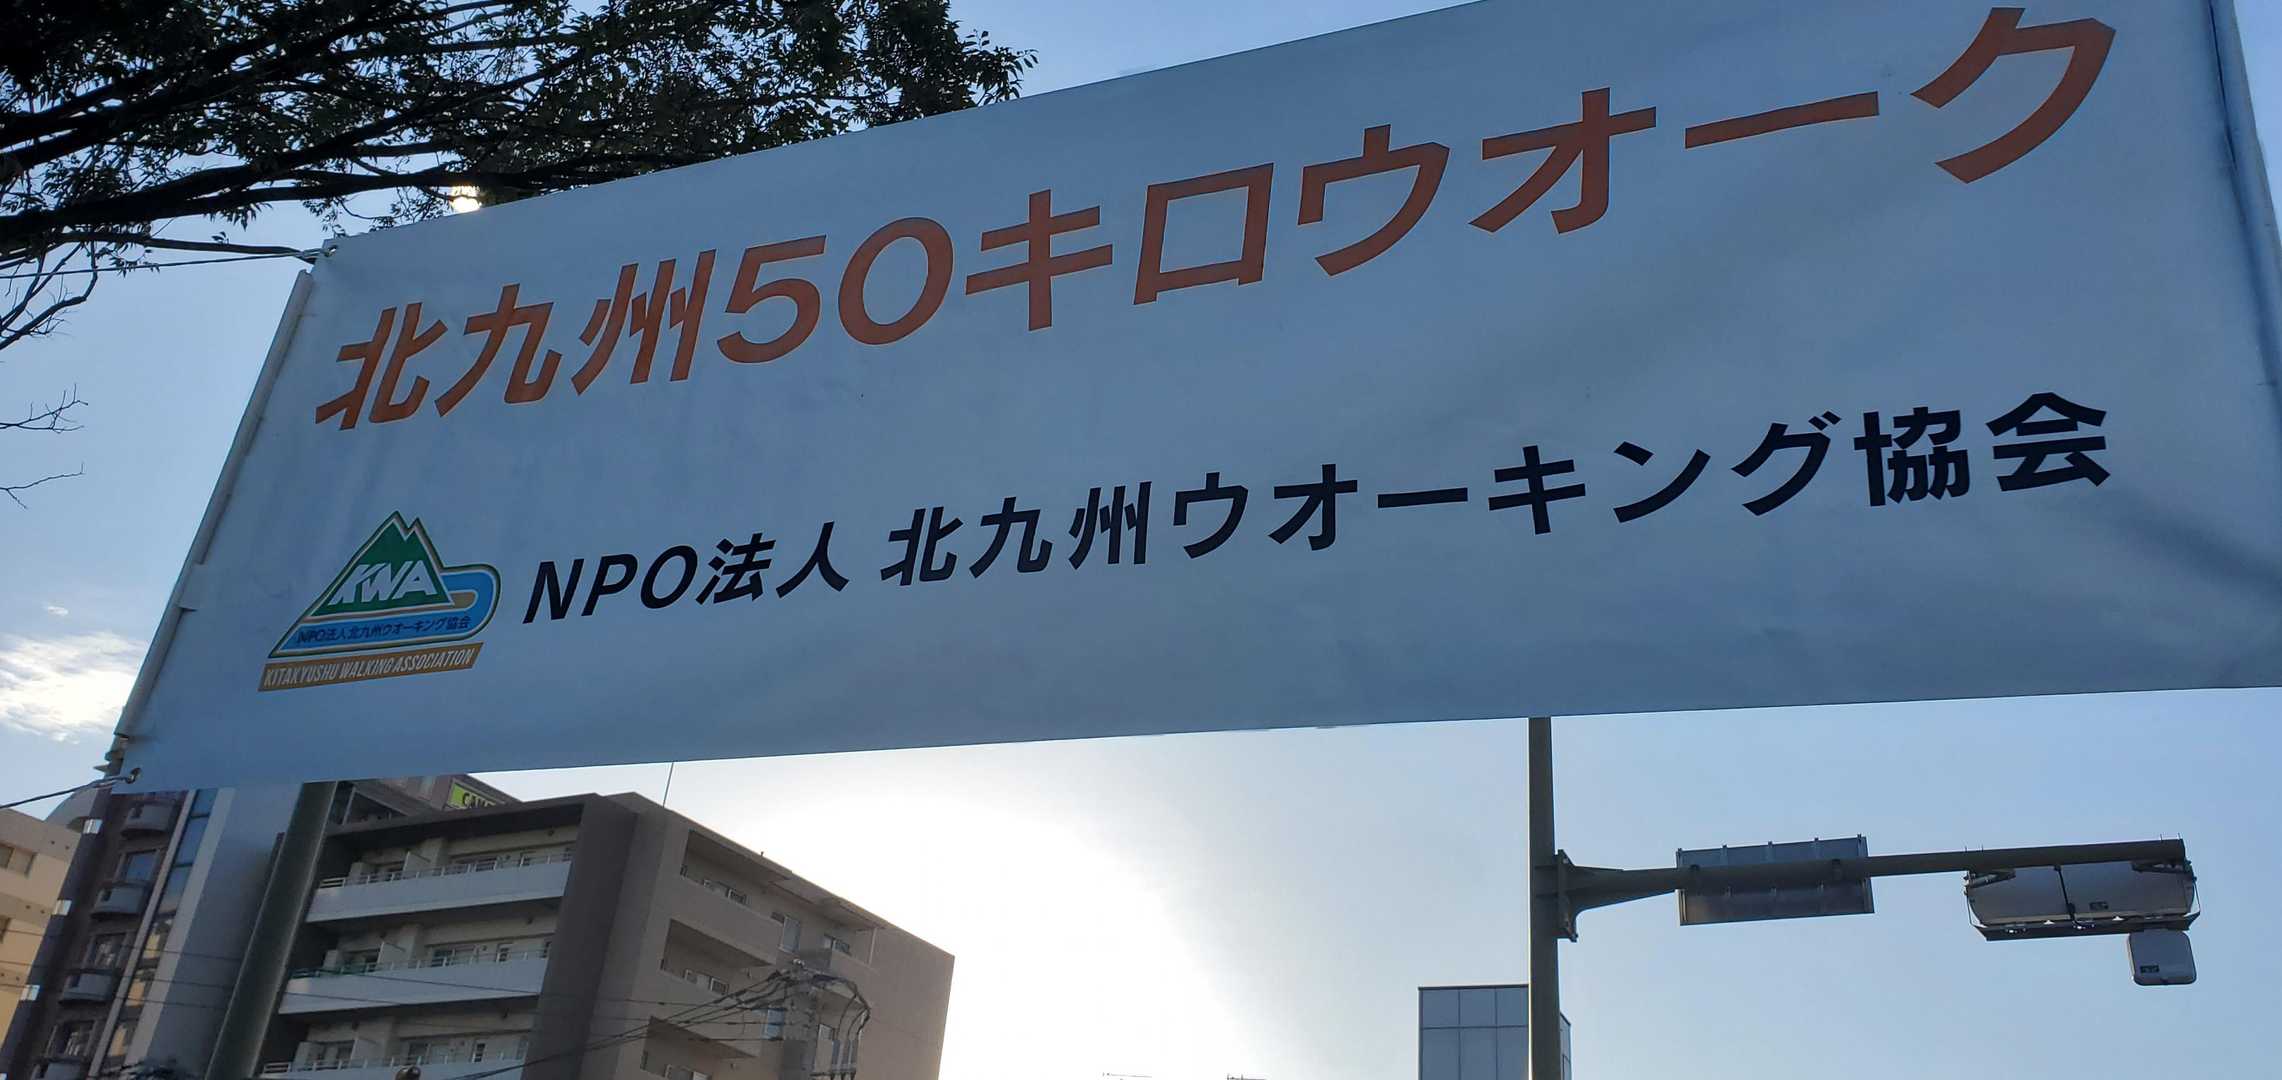 北九州50キロウオーク
NPO法人 北九州ウオーキング協会
KWA
NPO法人北九州ウオーキング協会
KITAKYUSHU WALKING ASSOCIATION